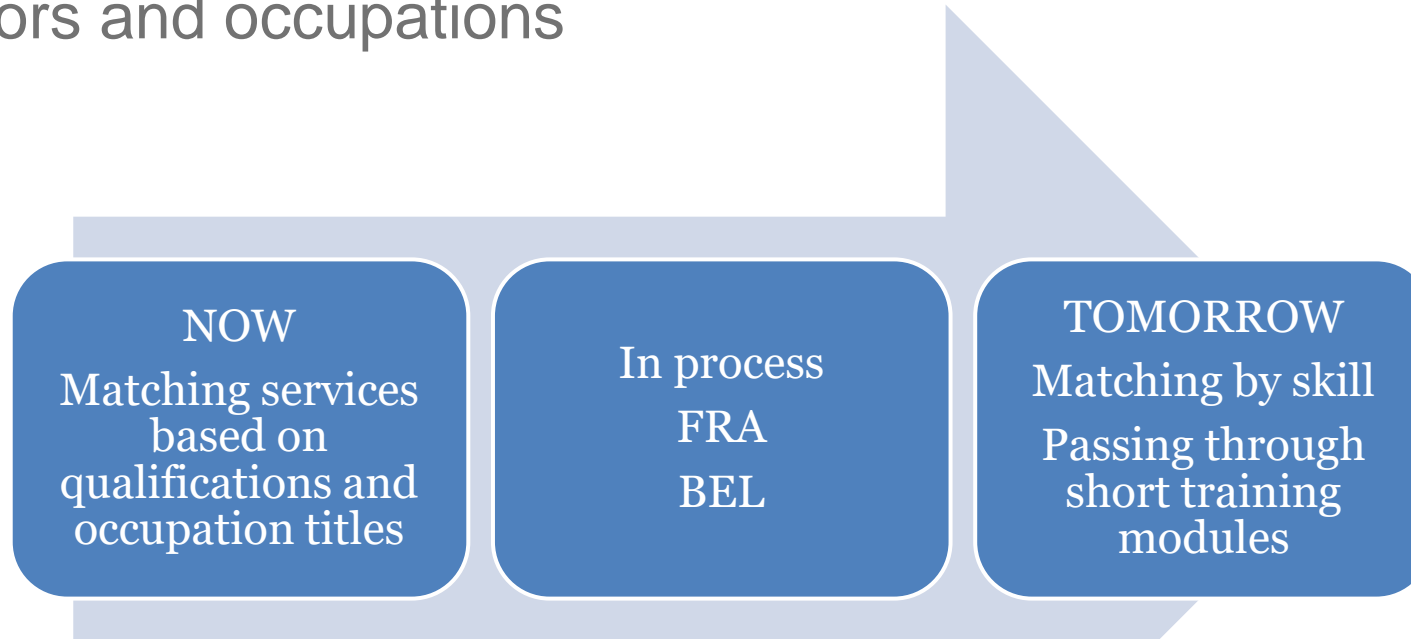 ors and occupations
NOW
Matching services
based on
qualifications and
occupation titles
In process
FRA
BEL
TOMORROW
Matching by skill
Passing through
short training
modules